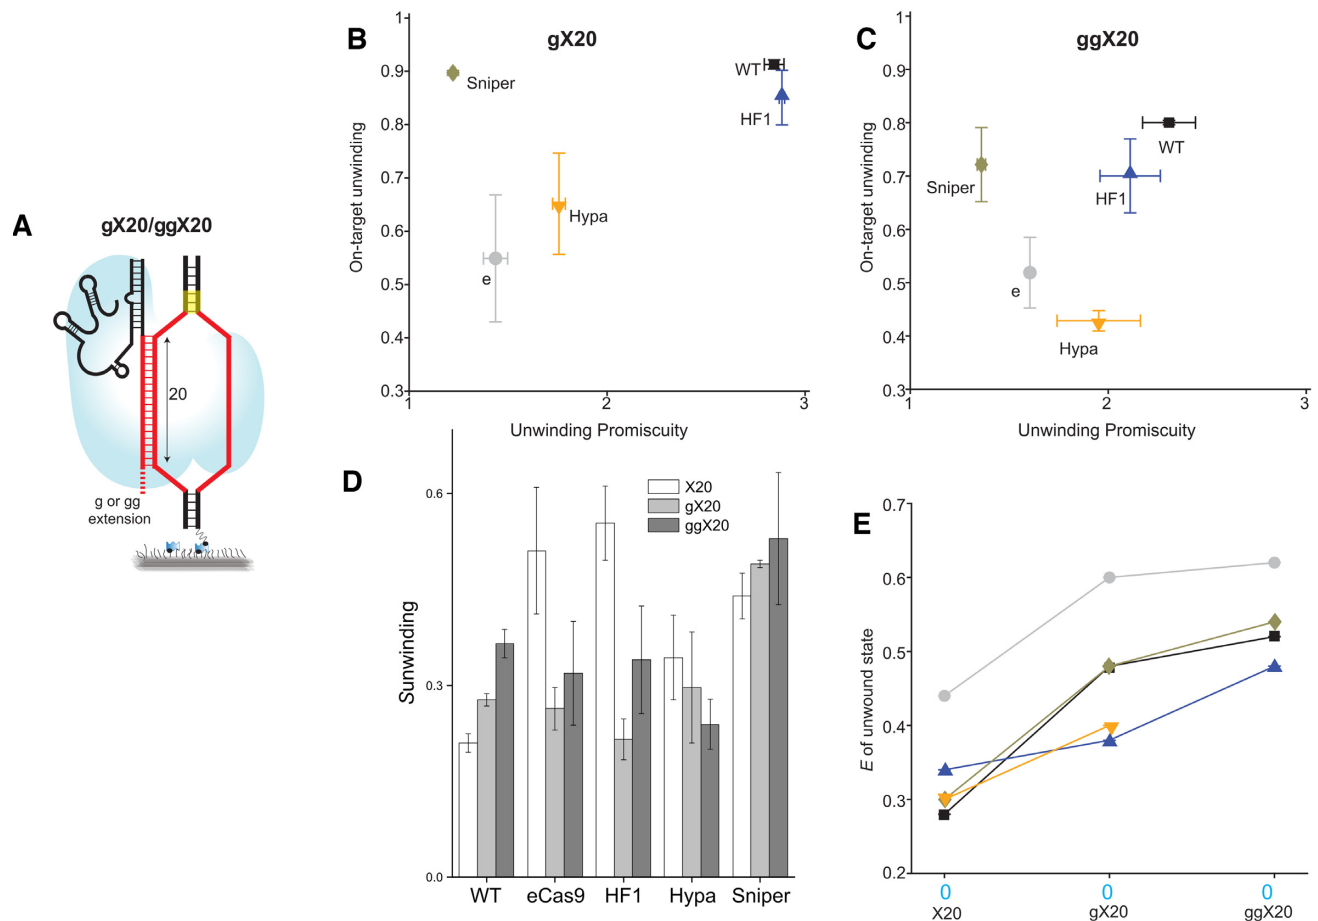 A
gX20/ggX20
20
g or gg
extension
B
gX20
On-target unwinding
1
0.9
0.8
0.7
0.6
0.5
0.4
0.3
Sniper
WT
HF1
Hypa
e
1
2
3
Unwinding Promiscuity
C
ggX20
On-target unwinding
1
0.9
0.8
0.7
0.6
0.5
0.4
0.3
WT
Sniper
HF1
e
Hypa
1
2
3
Unwinding Promiscuity
D
Sunwinding
0.6
0.3
0.0
X20
gX20
ggX20
WT
eCas9
HF1
Hypa
Sniper
E
E of unwound state
0.7
0.6
0.5
0.4
0.3
0.2
0
0
0
X20
gX20
ggX20